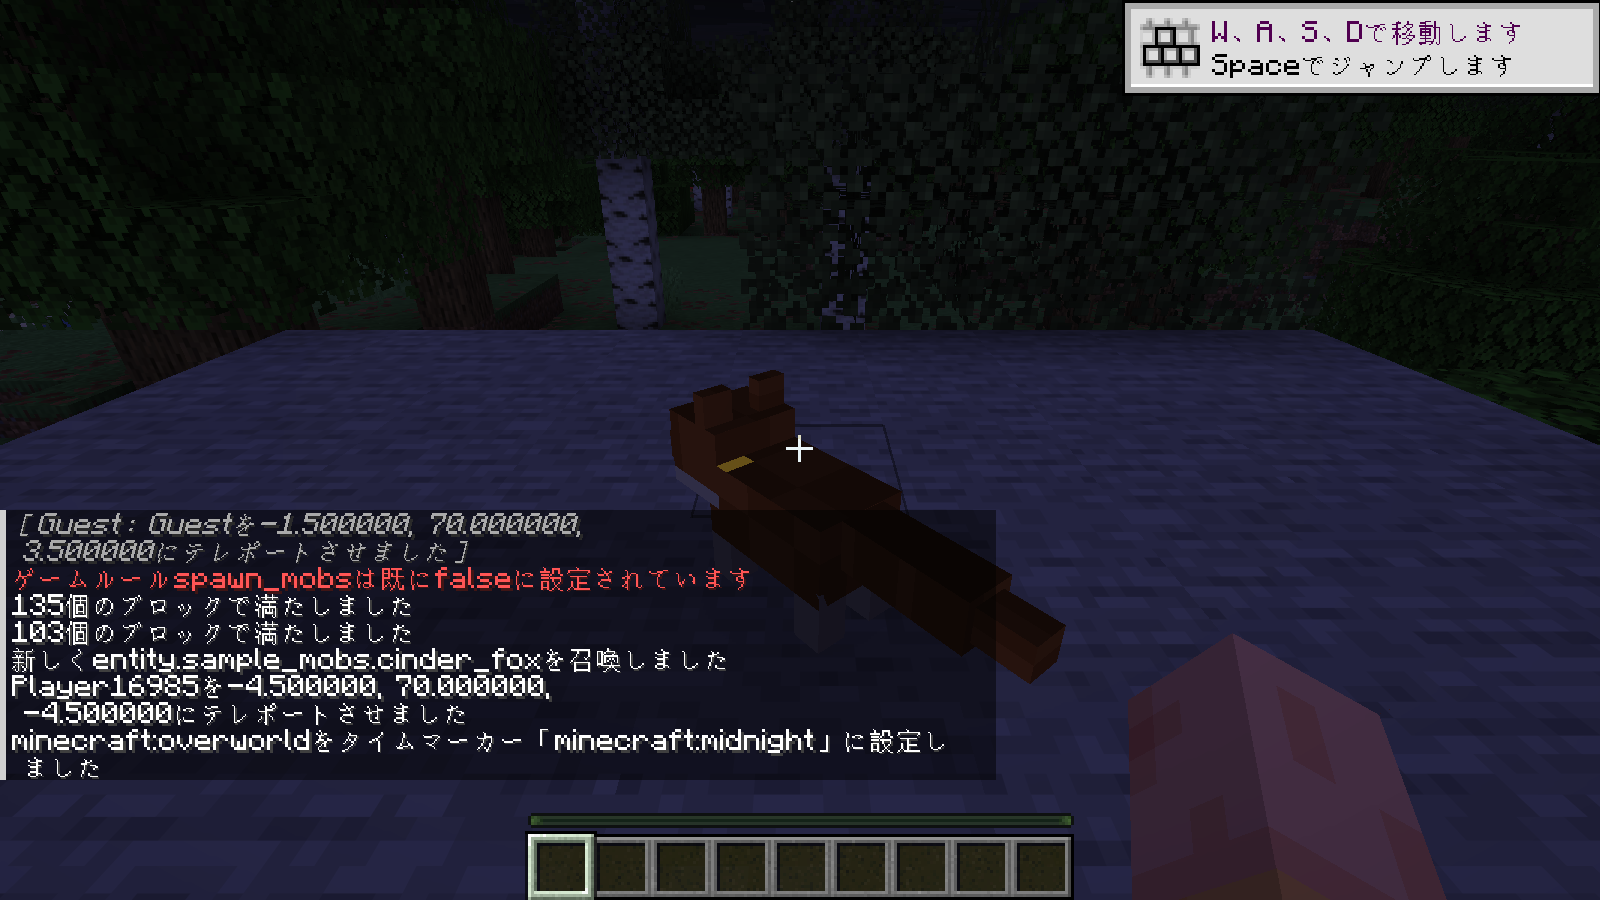 W、A、S、Dで移動します
Spaceでジャンプします
[Guest: Guestを-1.500000, 70.000000,
3.500000にテレポートさせました]
ゲームルールspawn_mobsは既にfalseに設定されています
135個のブロックで満たしました
103個のブロックで満たしました
新しくentity.sample_mobs.cinder_foxを召喚しました
Player16985を-4.500000, 70.000000,
-4.500000にテレポートさせました
minecraft:overworldをタイムマーカー「minecraft:midnight」に設定し
ました